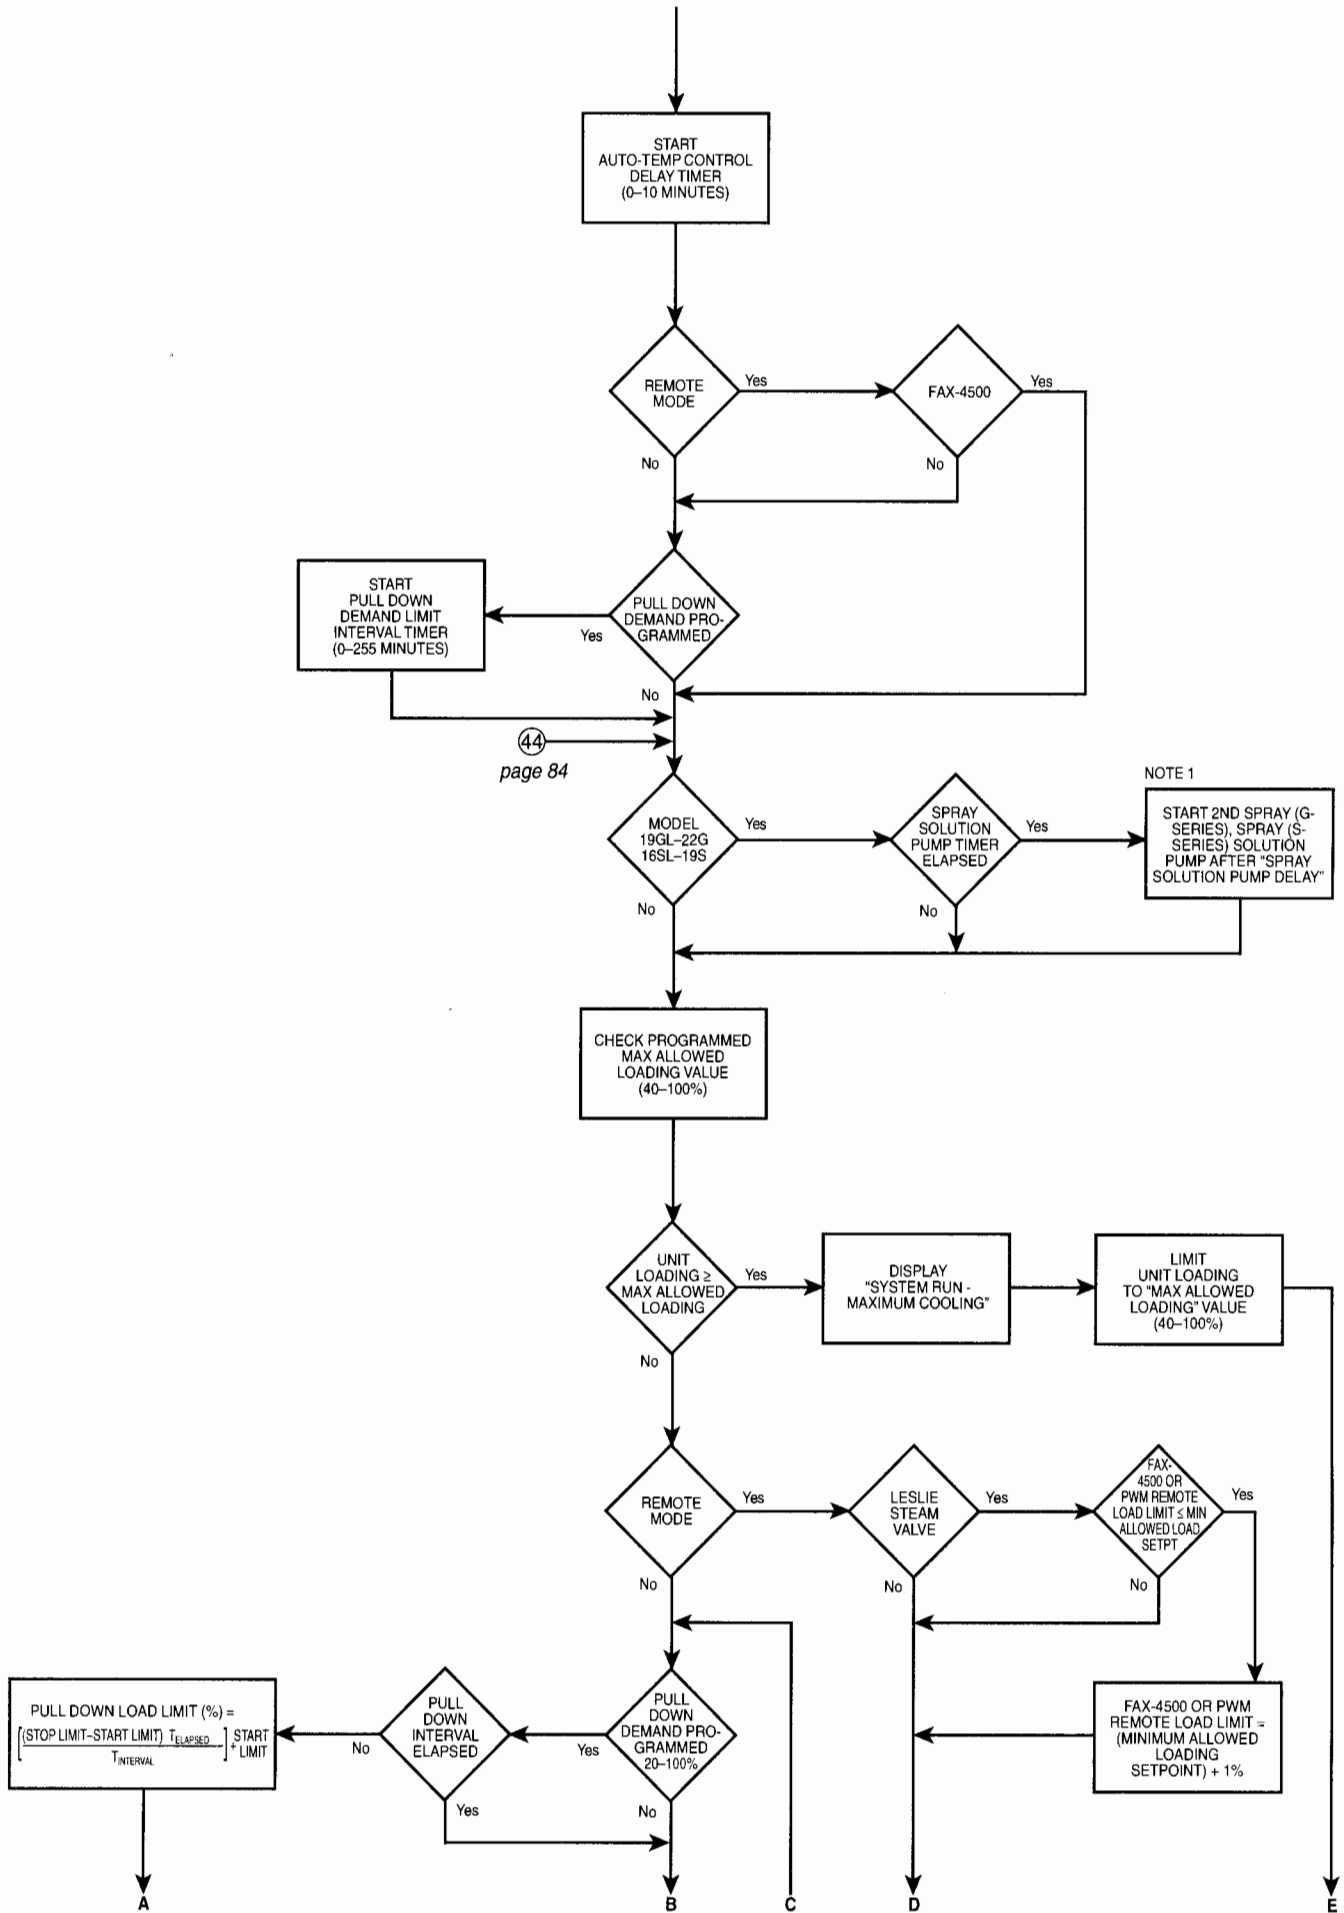 START
AUTO-TEMP CONTROL
DELAY TIMER
(0–10 MINUTES)
REMOTE
MODE
Yes
No
FAX-4500
Yes
No
START
PULL DOWN
DEMAND LIMIT
INTERVAL TIMER
(0–255 MINUTES)
PULL DOWN
DEMAND PRO-
GRAMMED
Yes
No
44
page 84
MODEL
19GL–22G
16SL–19S
Yes
No
SPRAY
SOLUTION
PUMP TIMER
ELAPSED
Yes
No
NOTE 1
START 2ND SPRAY (G-
SERIES), SPRAY (S-
SERIES) SOLUTION
PUMP AFTER "SPRAY
SOLUTION PUMP DELAY"
CHECK PROGRAMMED
MAX ALLOWED
LOADING VALUE
(40–100%)
UNIT
LOADING ≥
MAX ALLOWED
LOADING
Yes
No
DISPLAY
"SYSTEM RUN -
MAXIMUM COOLING"
LIMIT
UNIT LOADING
TO "MAX ALLOWED
LOADING" VALUE
(40–100%)
REMOTE
MODE
Yes
No
LESLIE
STEAM
VALVE
Yes
No
FAX-
4500 OR
PWM REMOTE
LOAD LIMIT ≤ MIN
ALLOWED LOAD
SETPT
Yes
No
PULL DOWN LOAD LIMIT (%) =
[(STOP LIMIT–START LIMIT) T ELAPSED / T INTERVAL] + START LIMIT
PULL
DOWN
INTERVAL
ELAPSED
No
Yes
PULL
DOWN
DEMAND PRO-
GRAMMED
20–100%
Yes
No
FAX-4500 OR PWM
REMOTE LOAD LIMIT =
(MINIMUM ALLOWED
LOADING
SETPOINT) + 1%
A
B
C
D
E